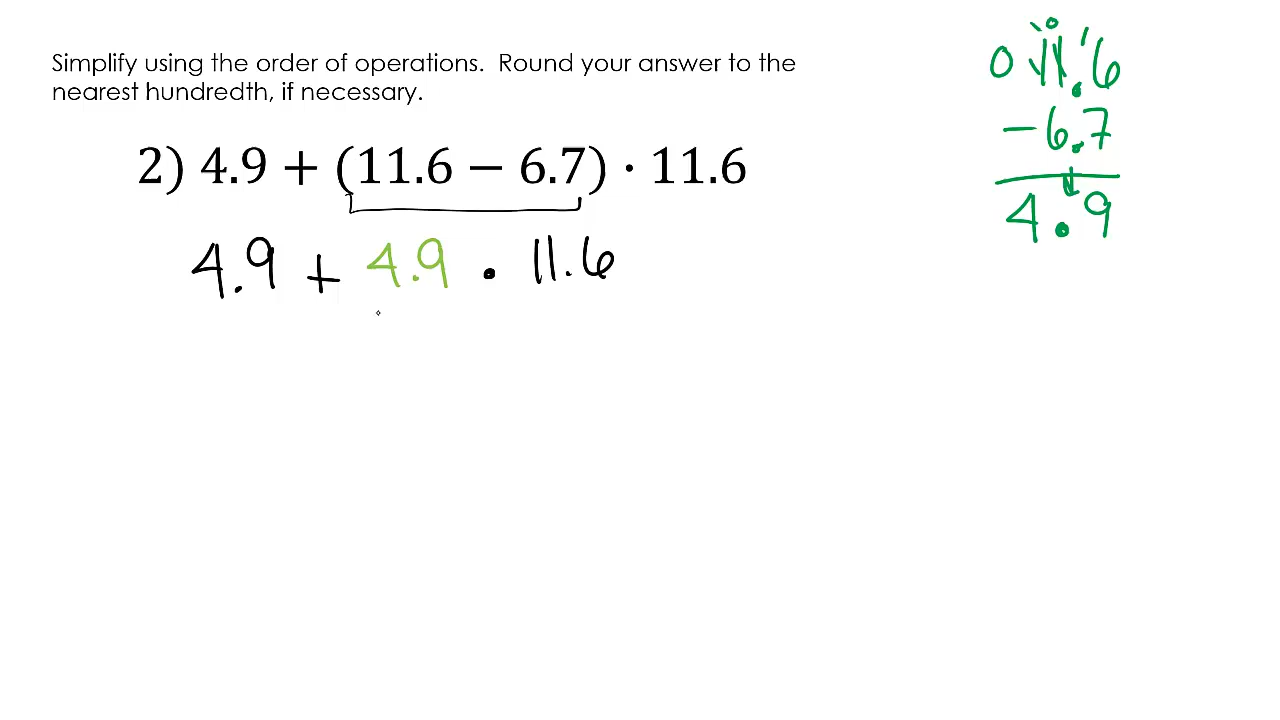 Simplify using the order of operations.  Round your answer to the
nearest hundredth, if necessary.
2) 4.9 + (11.6 − 6.7) · 11.6
4.9 + 4.9 · 11.6
0 11.6
− 6.7
4.9